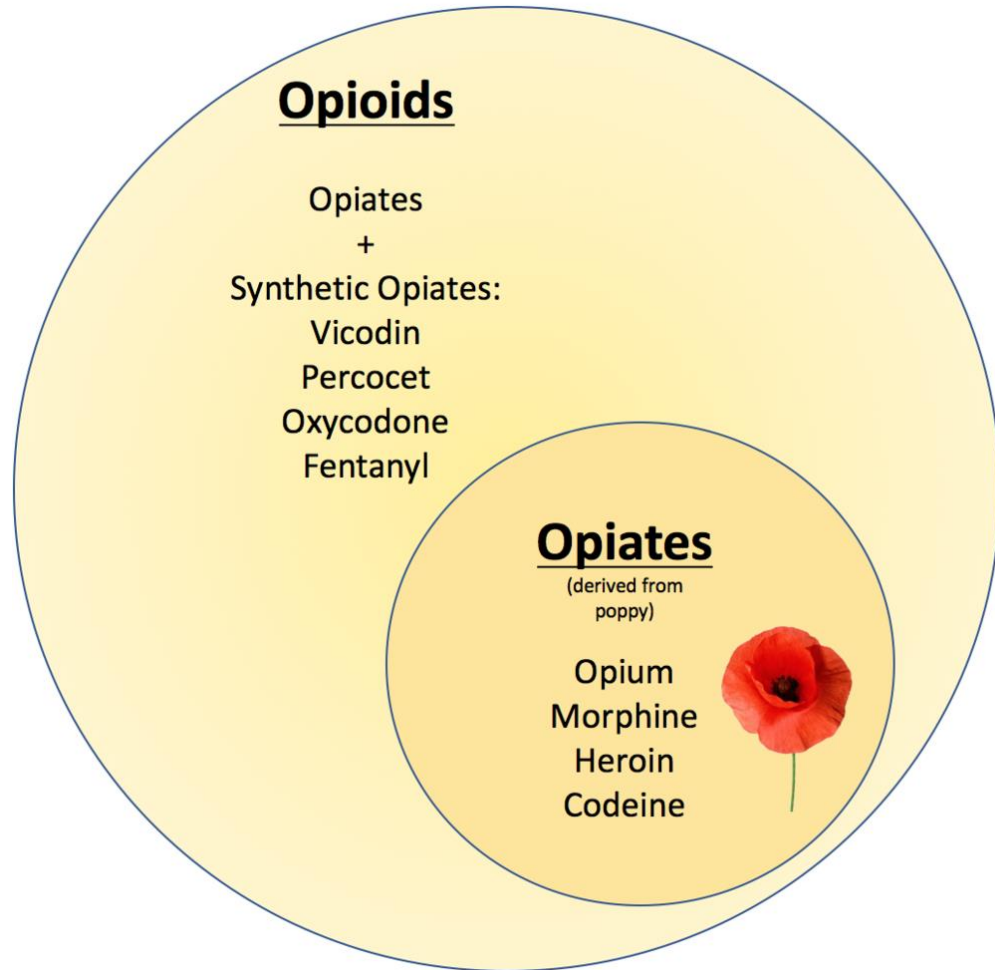 Opioids
Opiates
+
Synthetic Opiates:
Vicodin
Percocet
Oxycodone
Fentanyl
Opiates
(derived from
poppy)
Opium
Morphine
Heroin
Codeine